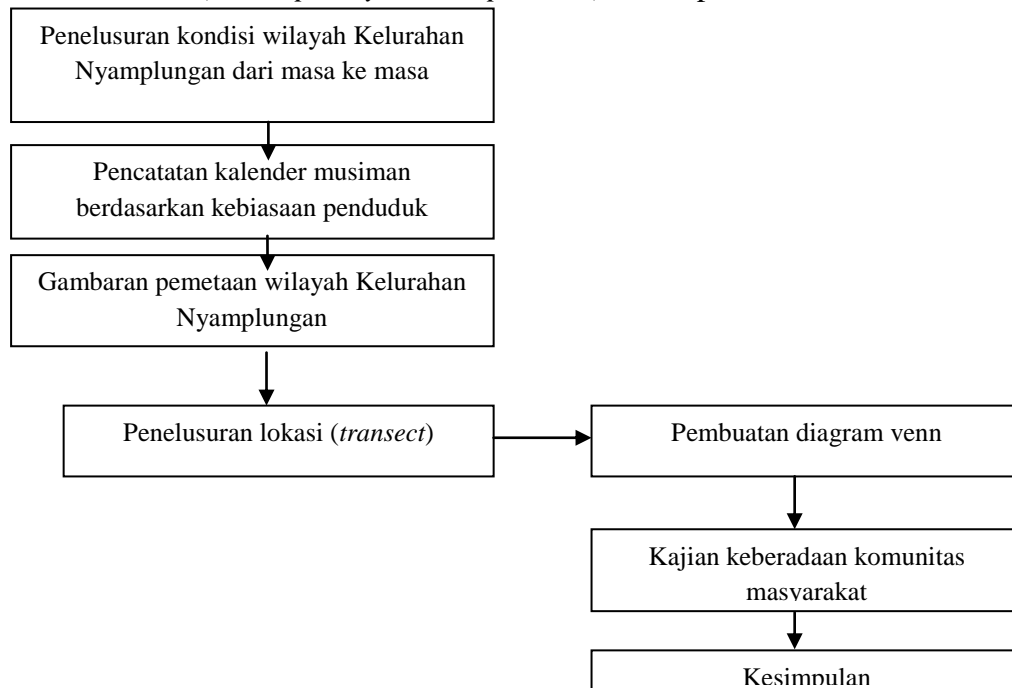 Penelusuran kondisi wilayah Kelurahan
Nyamplungan dari masa ke masa
Pencatatan kalender musiman
berdasarkan kebiasaan penduduk
Gambaran pemetaan wilayah Kelurahan
Nyamplungan
Penelusuran lokasi (transect)
Pembuatan diagram venn
Kajian keberadaan komunitas
masyarakat
Kesimpulan